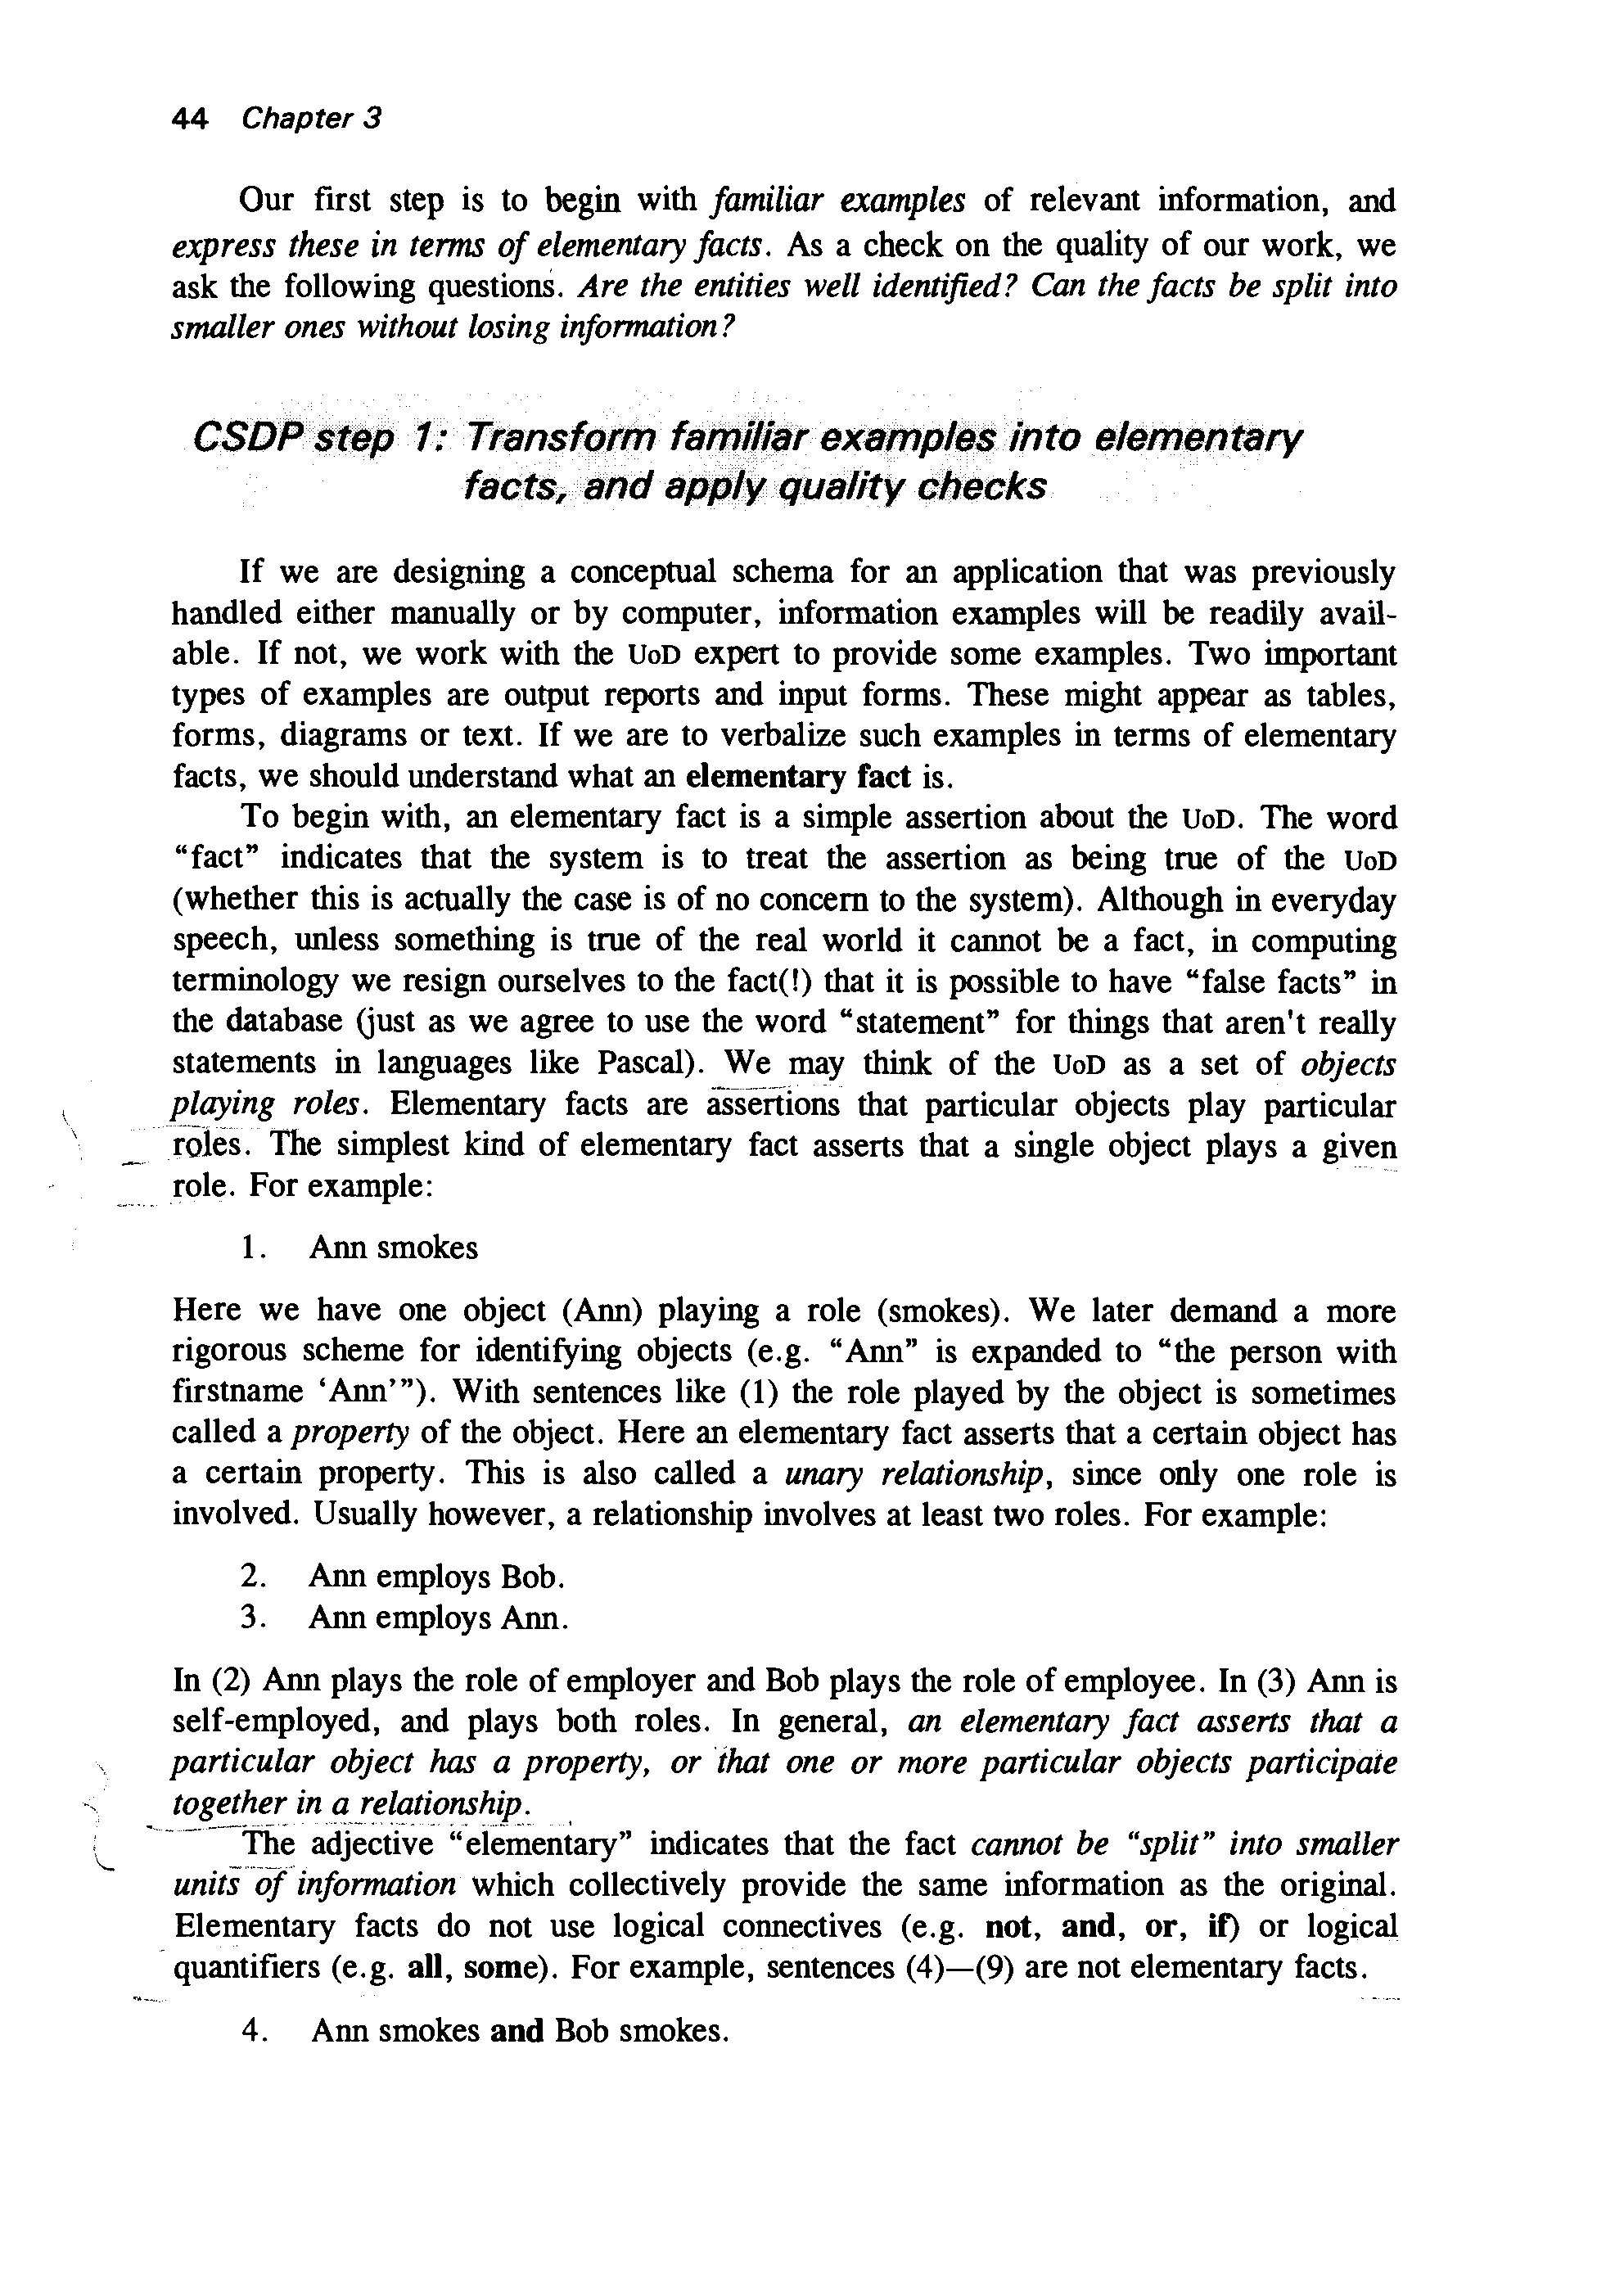 44 Chapter 3
Our first step is to begin with familiar examples of relevant information, and
express these in terms of elementary facts. As a check on the quality of our work, we
ask the following questions. Are the entities well identified? Can the facts be split into
smaller ones without losing information?
CSDP step 1: Transform familiar examples into elementary
facts, and apply quality checks
If we are designing a conceptual schema for an application that was previously
handled either manually or by computer, information examples will be readily avail-
able. If not, we work with the UoD expert to provide some examples. Two important
types of examples are output reports and input forms. These might appear as tables,
forms, diagrams or text. If we are to verbalize such examples in terms of elementary
facts, we should understand what an elementary fact is.
To begin with, an elementary fact is a simple assertion about the UoD. The word
“fact” indicates that the system is to treat the assertion as being true of the UoD
(whether this is actually the case is of no concern to the system). Although in everyday
speech, unless something is true of the real world it cannot be a fact, in computing
terminology we resign ourselves to the fact(!) that it is possible to have “false facts” in
the database (just as we agree to use the word “statement” for things that aren't really
statements in languages like Pascal). We may think of the UoD as a set of objects
playing roles. Elementary facts are assertions that particular objects play particular
roles. The simplest kind of elementary fact asserts that a single object plays a given
role. For example:
1. Ann smokes
Here we have one object (Ann) playing a role (smokes). We later demand a more
rigorous scheme for identifying objects (e.g. “Ann” is expanded to “the person with
firstname ‘Ann’”). With sentences like (1) the role played by the object is sometimes
called a property of the object. Here an elementary fact asserts that a certain object has
a certain property. This is also called a unary relationship, since only one role is
involved. Usually however, a relationship involves at least two roles. For example:
2. Ann employs Bob.
3. Ann employs Ann.
In (2) Ann plays the role of employer and Bob plays the role of employee. In (3) Ann is
self-employed, and plays both roles. In general, an elementary fact asserts that a
particular object has a property, or that one or more particular objects participate
together in a relationship.
The adjective “elementary” indicates that the fact cannot be “split” into smaller
units of information which collectively provide the same information as the original.
Elementary facts do not use logical connectives (e.g. not, and, or, if) or logical
quantifiers (e.g. all, some). For example, sentences (4)—(9) are not elementary facts.
4. Ann smokes and Bob smokes.